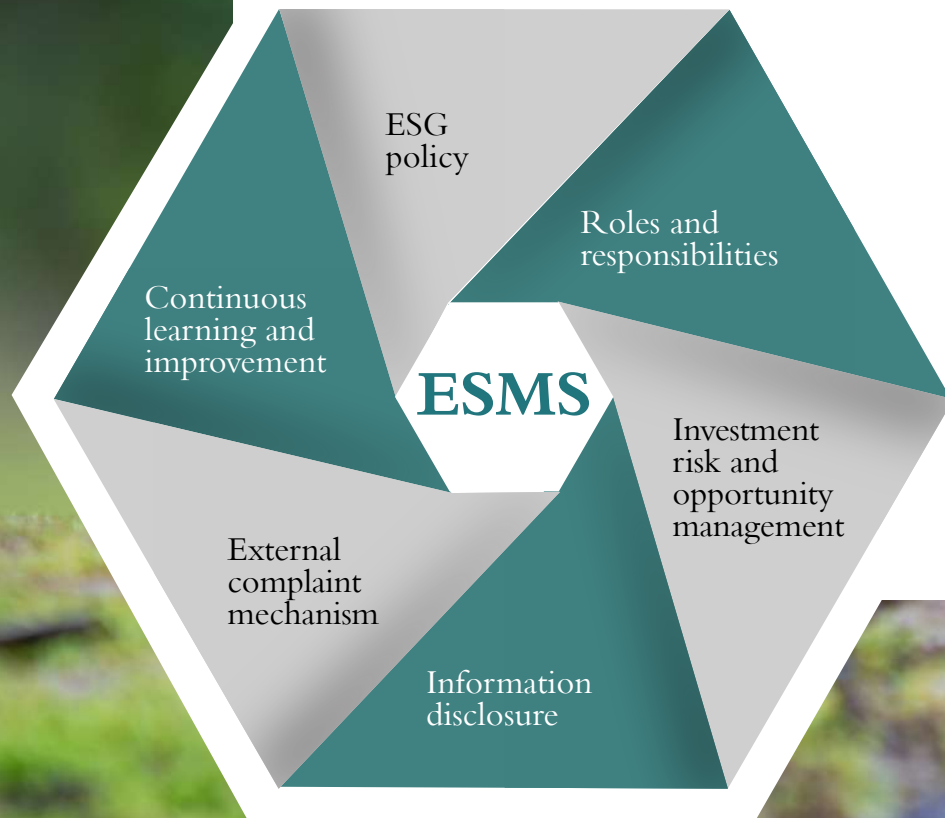 ESG
policy
Roles and
responsibilities
Continuous
learning and
improvement
ESMS
Investment
risk and
opportunity
management
External
complaint
mechanism
Information
disclosure